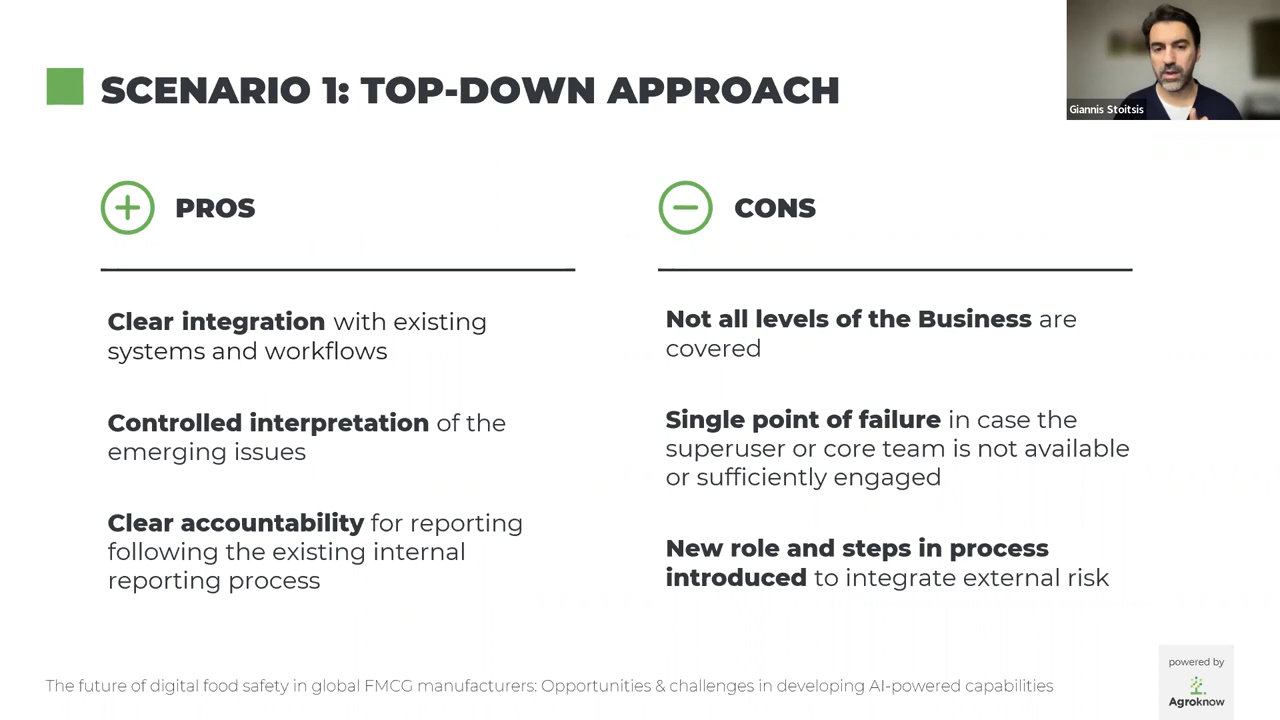 SCENARIO 1: TOP-DOWN APPROACH
Giannis Stoitsis
PROS
Clear integration with existing
systems and workflows
Controlled interpretation of the
emerging issues
Clear accountability for reporting
following the existing internal
reporting process
CONS
Not all levels of the Business are
covered
Single point of failure in case the
superuser or core team is not available
or sufficiently engaged
New role and steps in process
introduced to integrate external risk
The future of digital food safety in global FMCG manufacturers: Opportunities & challenges in developing AI-powered capabilities
powered by
Agroknow